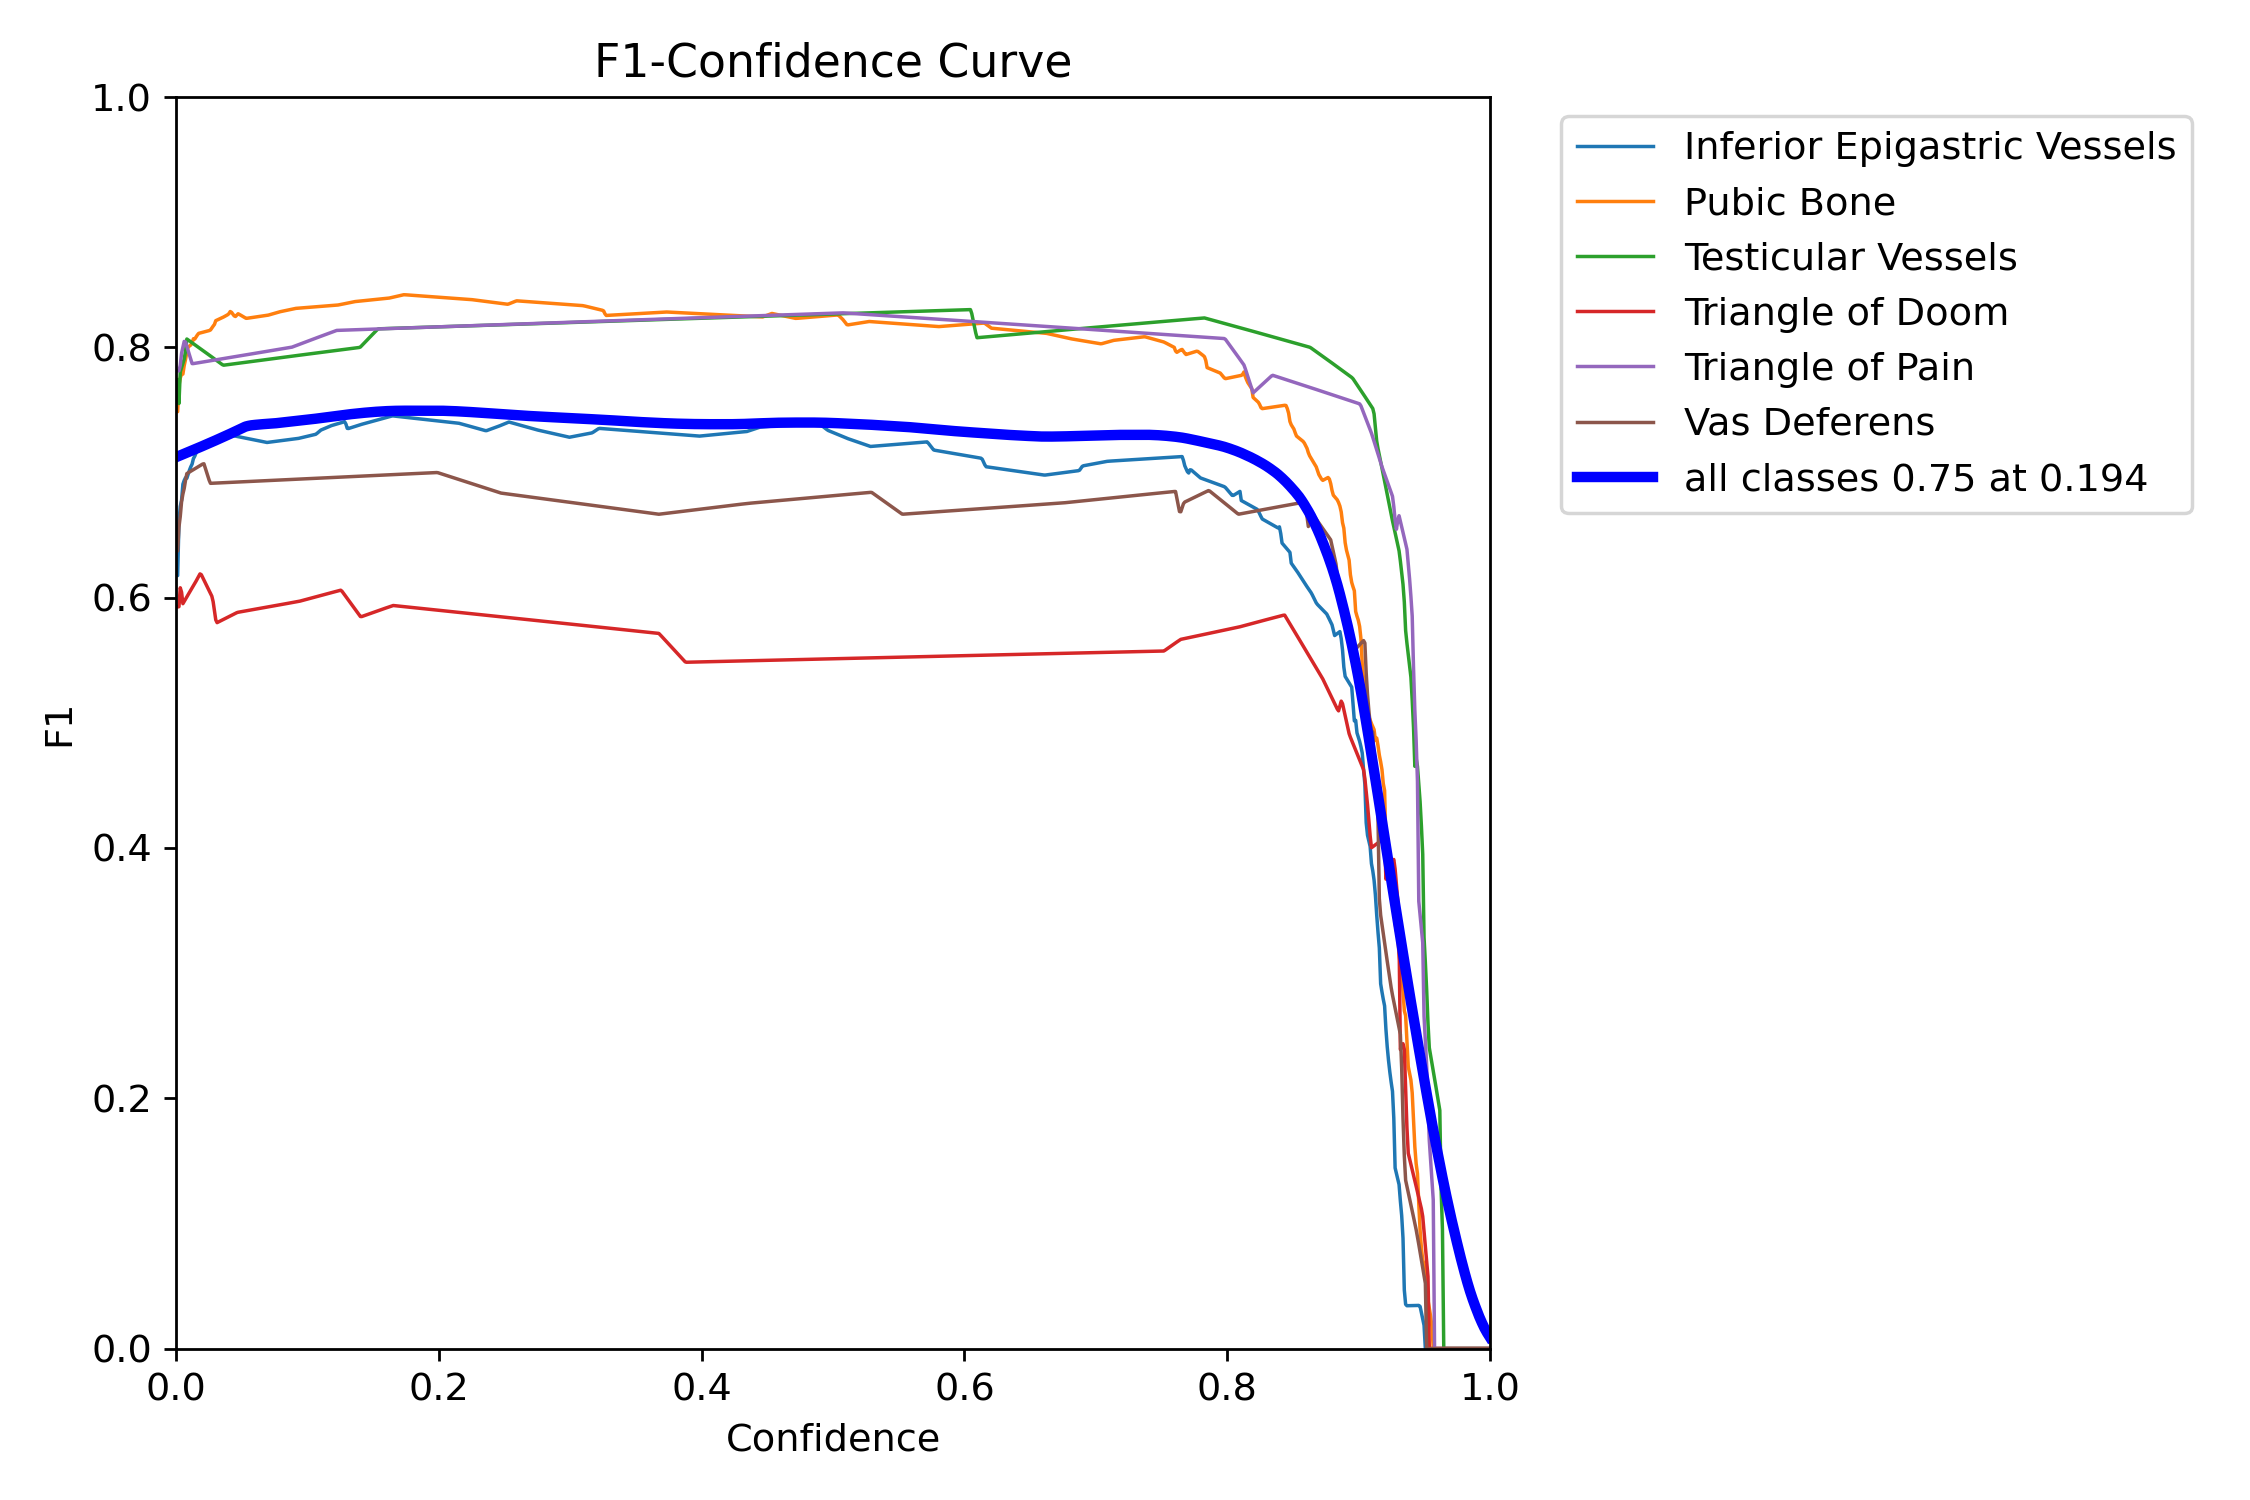 F1-Confidence Curve
1.0
0.8
0.6
0.4
0.2
0.0
F1
0.0 0.2 0.4 0.6 0.8 1.0
Confidence
Inferior Epigastric Vessels
Pubic Bone
Testicular Vessels
Triangle of Doom
Triangle of Pain
Vas Deferens
all classes 0.75 at 0.194